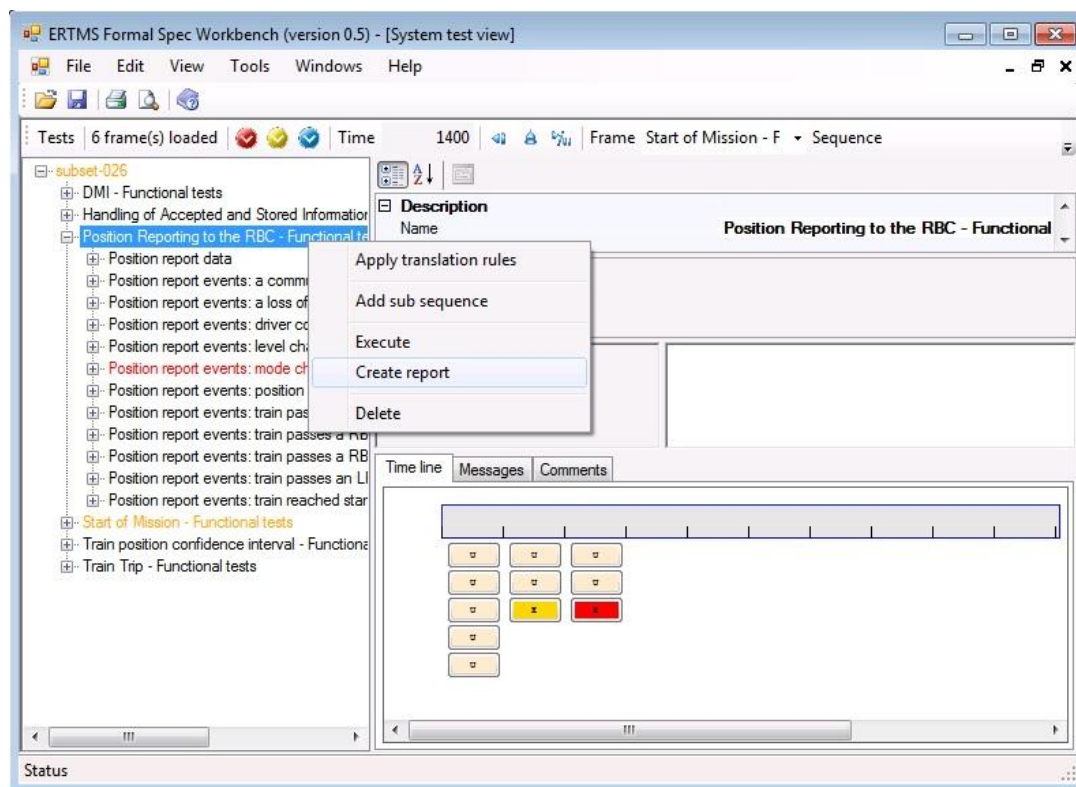 ERTMS Formal Spec Workbench (version 0.5) - [System test view]
File Edit View Tools Windows Help
Tests 6 frame(s) loaded Time 1400 Frame Start of Mission - F Sequence
subset-026
DMI - Functional tests
Handling of Accepted and Stored Information
Position Reporting to the RBC - Functional te
Position report data
Position report events: a commu
Position report events: a loss of
Position report events: driver co
Position report events: level cha
Position report events: mode ch
Position report events: position
Position report events: train pas
Position report events: train passes a RB
Position report events: train passes a RB
Position report events: train passes an LI
Position report events: train reached star
Start of Mission - Functional tests
Train position confidence interval - Functiona
Train Trip - Functional tests
Description
Name Position Reporting to the RBC - Functional
Apply translation rules
Add sub sequence
Execute
Create report
Delete
Time line Messages Comments
Status